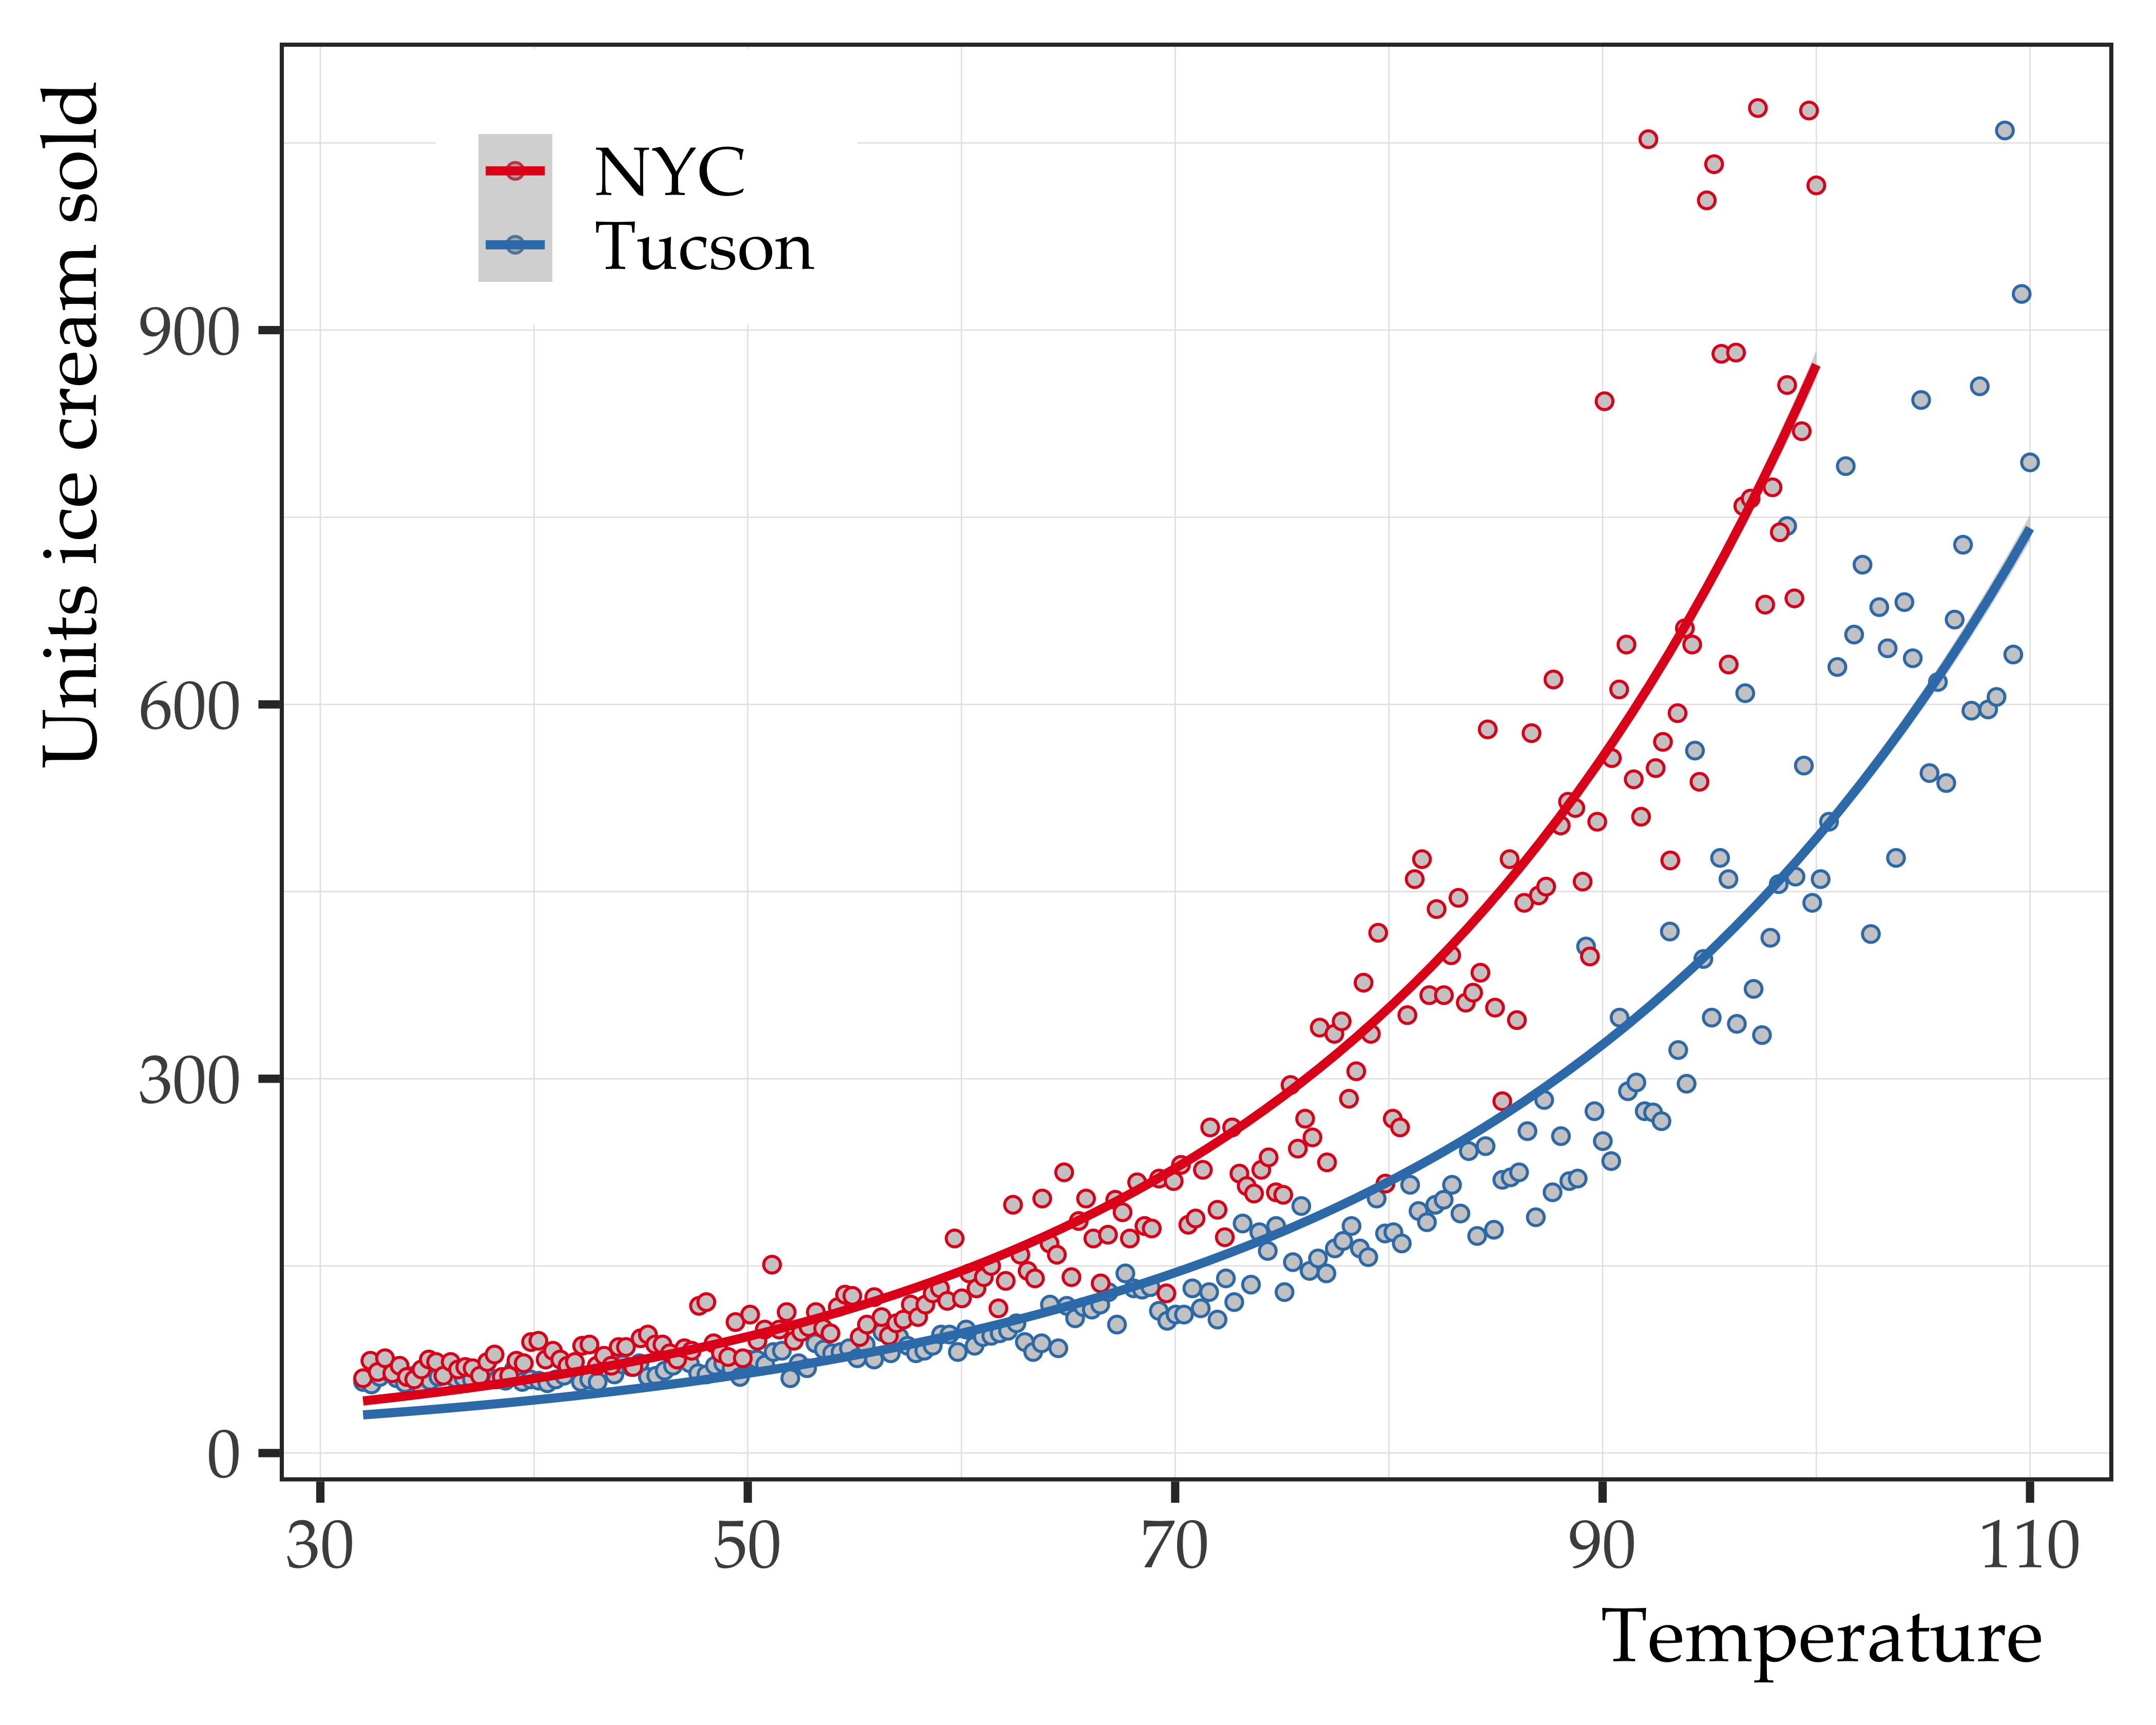 Units ice cream sold
NYC
Tucson
900
600
300
0
30 50 70 90 110
Temperature